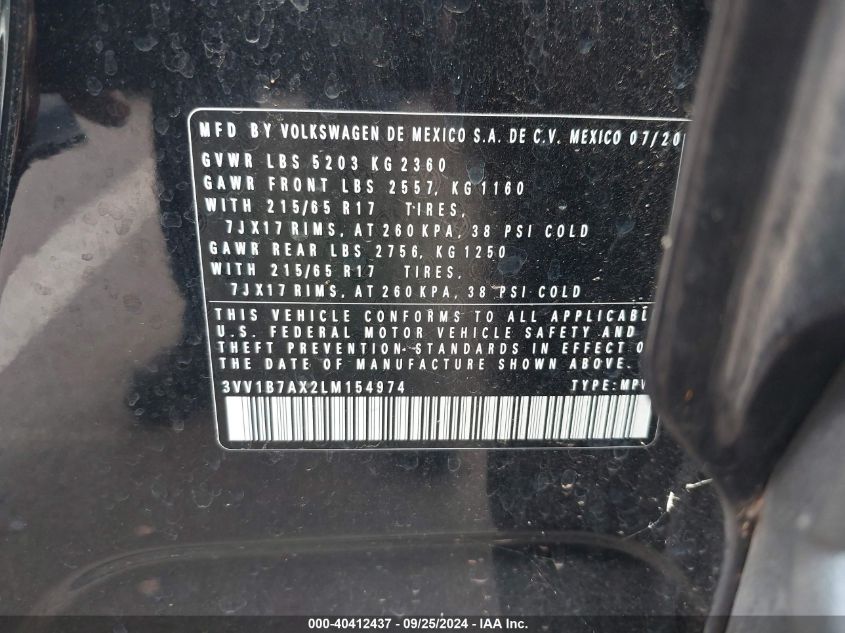 MFD BY VOLKSWAGEN DE MEXICO S.A. DE C.V. MEXICO 07/20
GVWR LBS 5203 KG 2360
GAWR FRONT LBS 2557, KG 1160
WITH 215/65 R17 TIRES,
7JX17 RIMS, AT 260 KPA, 38 PSI COLD
GAWR REAR LBS 2756, KG 1250
WITH 215/65 R17 TIRES,
7JX17 RIMS, AT 260 KPA, 38 PSI COLD
THIS VEHICLE CONFORMS TO ALL APPLICABL
U.S. FEDERAL MOTOR VEHICLE SAFETY AND
THEFT PREVENTION STANDARDS IN EFFECT O
THE DATE OF MANUFACTURE SHOWN ABOVE.
3VV1B7AX2LM154974 TYPE: MPV
000-40412437 - 09/25/2024 - IAA, Inc.